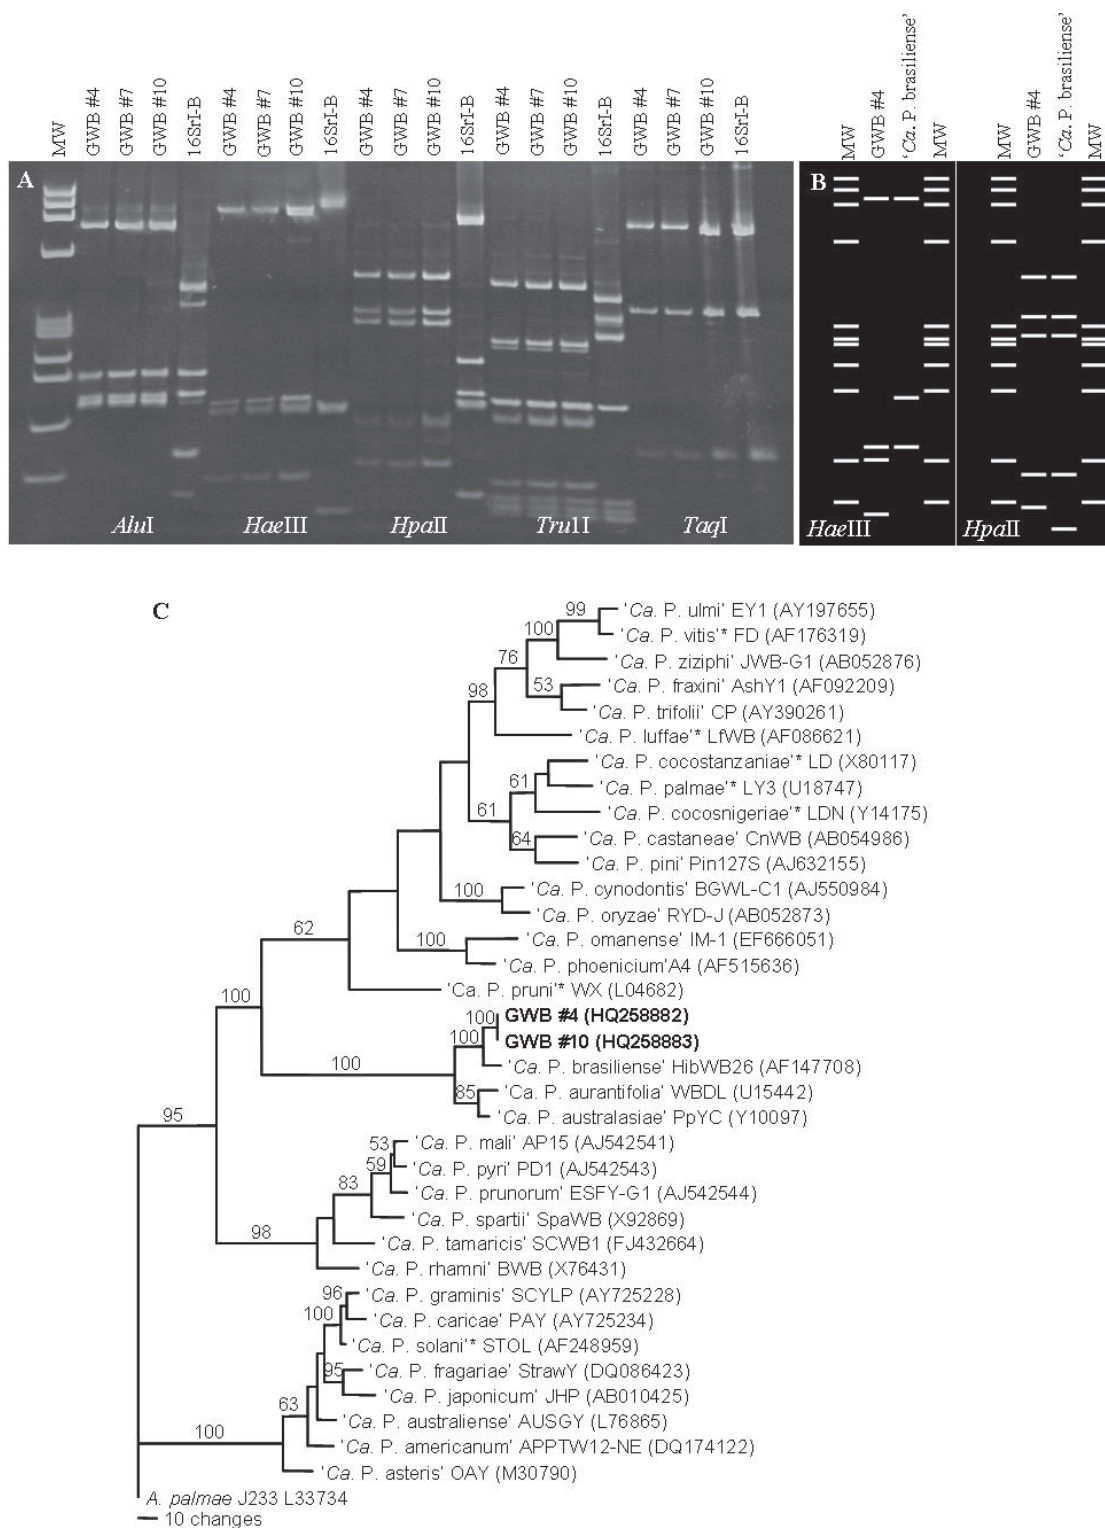 MW
GWB #4
GWB #7
GWB #10
16SrI-B
GWB #4
GWB #7
GWB #10
16SrI-B
GWB #4
GWB #7
GWB #10
16SrI-B
GWB #4
GWB #7
GWB #10
16SrI-B
GWB #4
GWB #7
GWB #10
16SrI-B
MW
GWB #4
‘Ca. P. brasiliense’
MW
MW
GWB #4
‘Ca. P. brasiliense’
MW
A
AluI
HaeIII
HpaII
Tru1I
TaqI
B
HaeIII
HpaII
C
99
'Ca. P. ulmi' EY1 (AY197655)
100
'Ca. P. vitis'* FD (AF176319)
76
'Ca. P. ziziphi' JWB-G1 (AB052876)
98
53
'Ca. P. fraxini' AshY1 (AF092209)
'Ca. P. trifolii' CP (AY390261)
'Ca. P. luffae'* LfWB (AF086621)
61
'Ca. P. cocostanzaniae'* LD (X80117)
61
'Ca. P. palmae'* LY3 (U18747)
'Ca. P. cocosnigeriae'* LDN (Y14175)
64
'Ca. P. castaneae' CnWB (AB054986)
'Ca. P. pini' Pin127S (AJ632155)
100
'Ca. P. cynodontis' BGWL-C1 (AJ550984)
'Ca. P. oryzae' RYD-J (AB052873)
62
100
'Ca. P. omanense' IM-1 (EF666051)
'Ca. P. phoenicium'A4 (AF515636)
100
'Ca. P. pruni'* WX (L04682)
100
GWB #4 (HQ258882)
100
GWB #10 (HQ258883)
100
'Ca. P. brasiliense' HibWB26 (AF147708)
85
'Ca. P. aurantifolia' WBDL (U15442)
95
'Ca. P. australasiae' PpYC (Y10097)
53
'Ca. P. mali' AP15 (AJ542541)
59
'Ca. P. pyri' PD1 (AJ542543)
83
'Ca. P. prunorum' ESFY-G1 (AJ542544)
'Ca. P. spartii' SpaWB (X92869)
98
'Ca. P. tamaricis' SCWB1 (FJ432664)
'Ca. P. rhamni' BWB (X76431)
96
'Ca. P. graminis' SCYLP (AY725228)
100
'Ca. P. caricae' PAY (AY725234)
'Ca. P. solani'* STOL (AF248959)
95
'Ca. P. fragariae' StrawY (DQ086423)
'Ca. P. japonicum' JHP (AB010425)
63
'Ca. P. australiense' AUSGY (L76865)
100
'Ca. P. americanum' APPTW12-NE (DQ174122)
'Ca. P. asteris' OAY (M30790)
A. palmae J233 L33734
10 changes